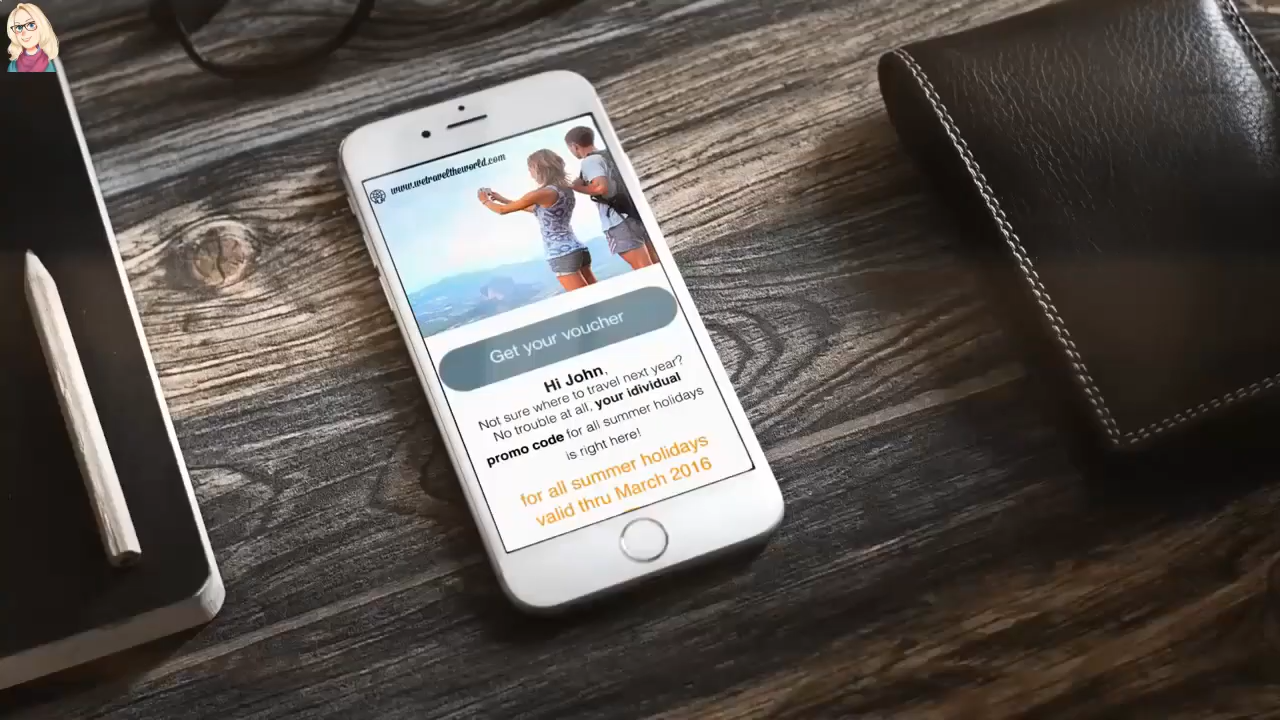 www.wetraveltheworld.com
Get your voucher
Hi John,
Not sure where to travel next year?
No trouble at all, your idividual
promo code for all summer holidays
is right here!
for all summer holidays
valid thru March 2016